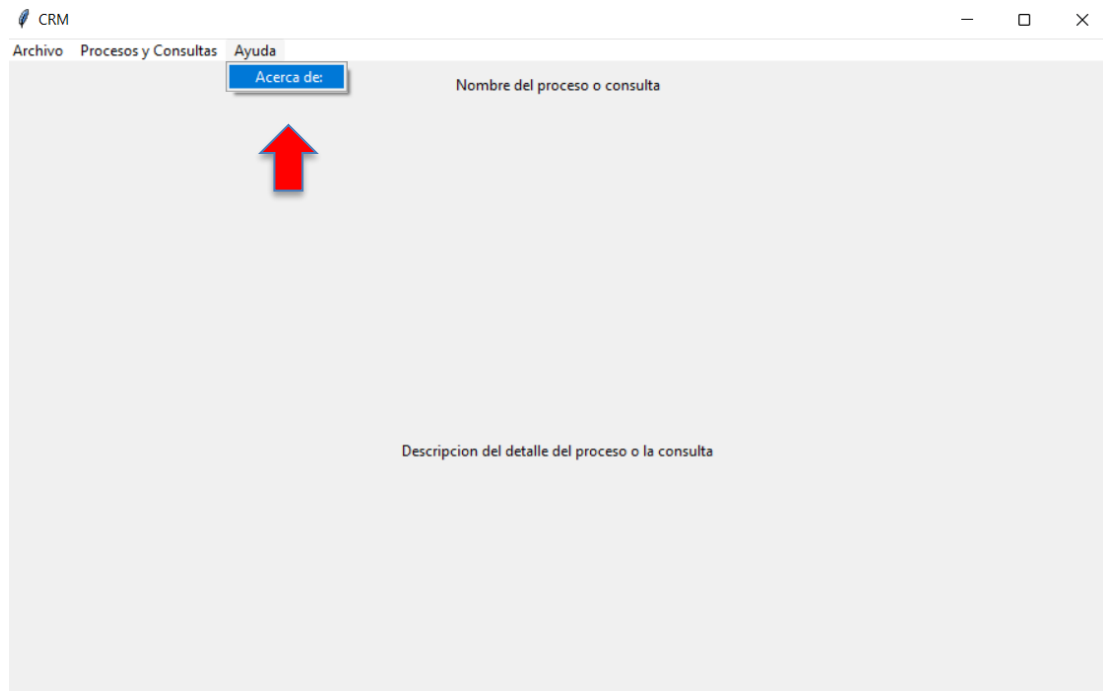 CRM
Archivo Procesos y Consultas Ayuda
Acerca de:
Nombre del proceso o consulta
Descripcion del detalle del proceso o la consulta